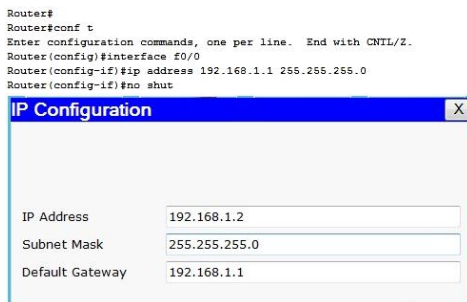 Router#
Router#conf t
Enter configuration commands, one per line.  End with CNTL/Z.
Router(config)#interface f0/0
Router(config-if)#ip address 192.168.1.1 255.255.255.0
Router(config-if)#no shut
IP Configuration X
IP Address 192.168.1.2
Subnet Mask 255.255.255.0
Default Gateway 192.168.1.1